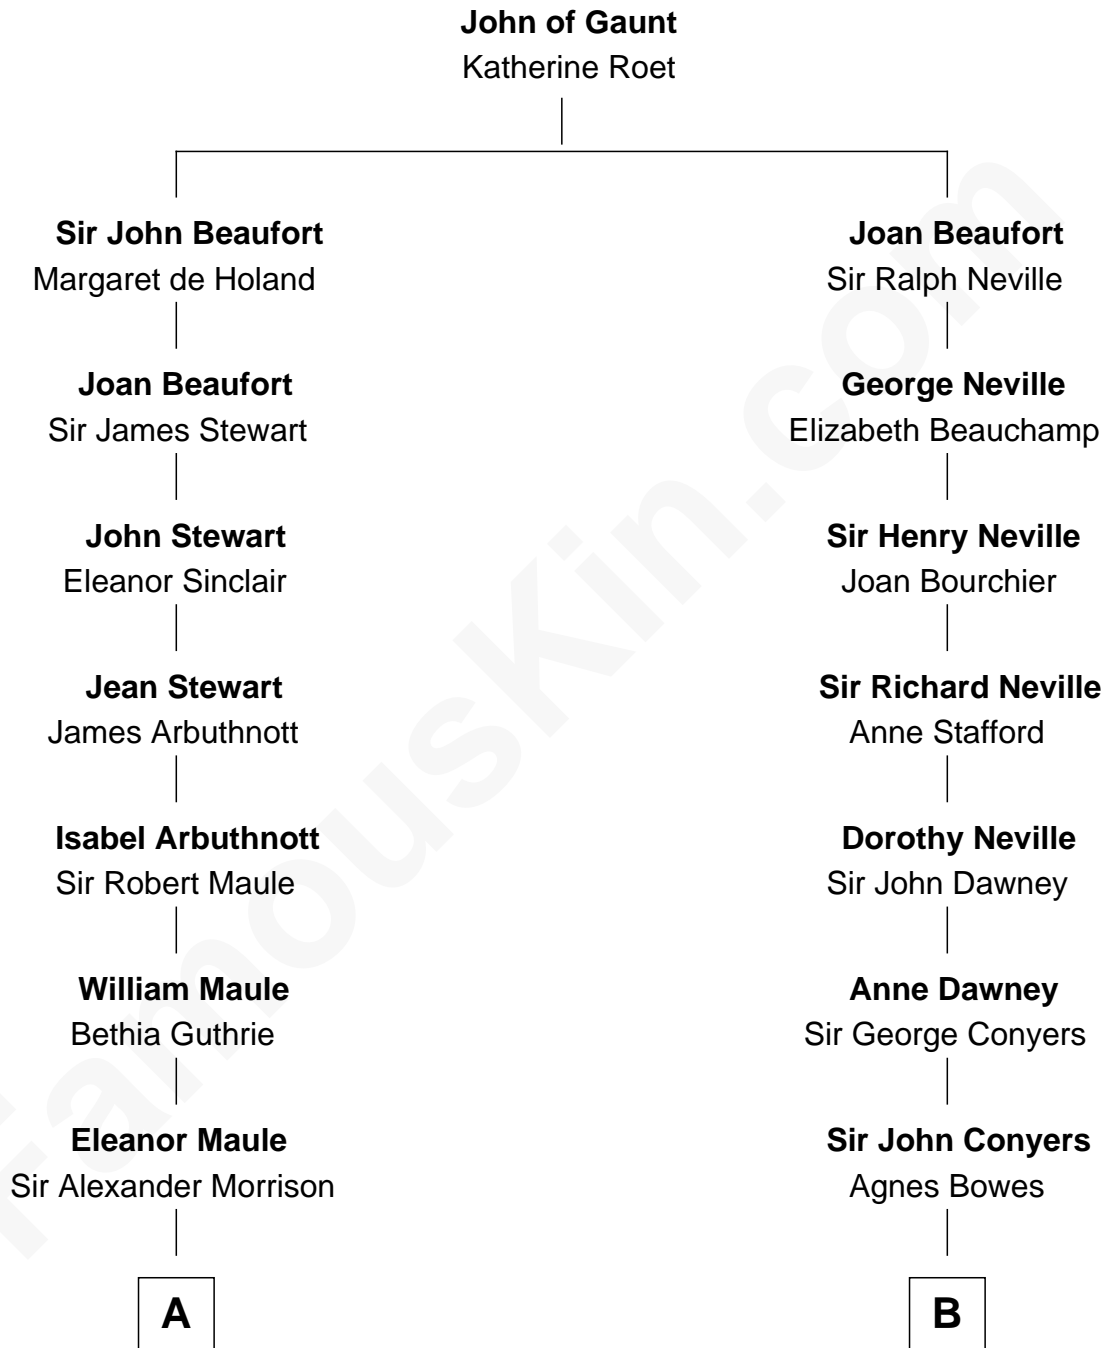 John of Gaunt
Katherine Roet
Sir John Beaufort
Margaret de Holand
Joan Beaufort
Sir James Stewart
John Stewart
Eleanor Sinclair
Jean Stewart
James Arbuthnott
Isabel Arbuthnott
Sir Robert Maule
William Maule
Bethia Guthrie
Eleanor Maule
Sir Alexander Morrison
A
Joan Beaufort
Sir Ralph Neville
George Neville
Elizabeth Beauchamp
Sir Henry Neville
Joan Bourchier
Sir Richard Neville
Anne Stafford
Dorothy Neville
Sir John Dawney
Anne Dawney
Sir George Conyers
Sir John Conyers
Agnes Bowes
B
FamousKin.com